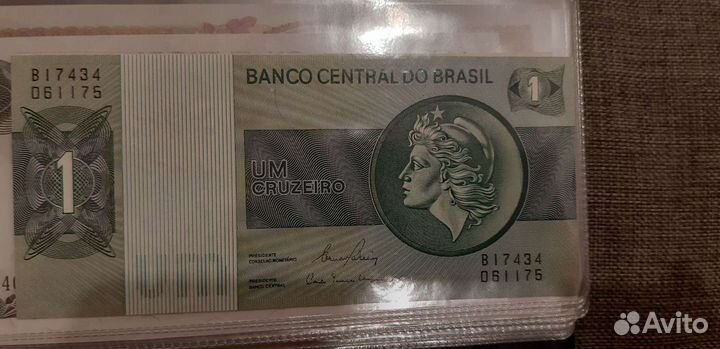 B17434
061175
BANCO CENTRAL DO BRASIL
1
1
UM
CRUZEIRO
PRESIDENTE
CONSELHO MONETÁRIO
B17434
061175
PRESIDENTE
BANCO CENTRAL
Um
Avito